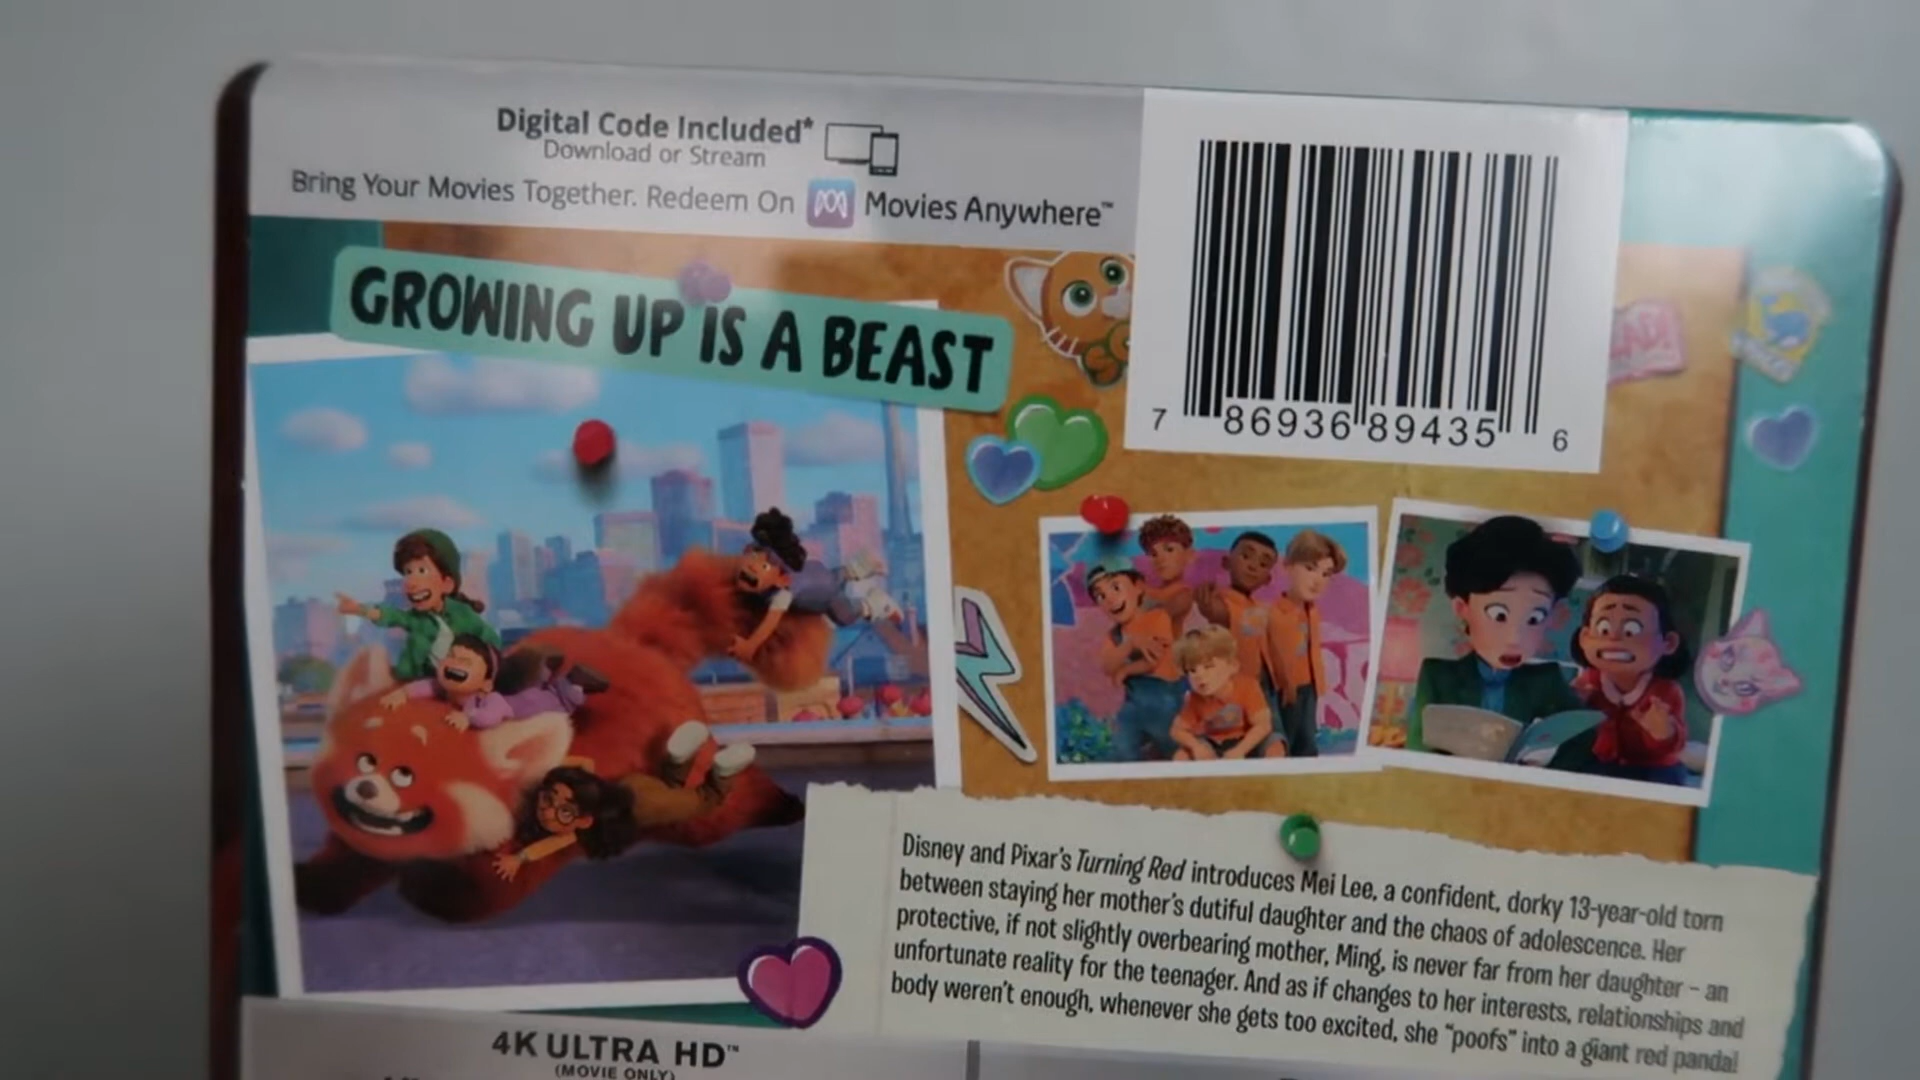 Digital Code Included*
Download or Stream
Bring Your Movies Together. Redeem On Movies Anywhere™
GROWING UP IS A BEAST
7 86936 89435 6
Disney and Pixar's Turning Red introduces Mei Lee, a confident, dorky 13-year-old torn
between staying her mother's dutiful daughter and the chaos of adolescence. Her
protective, if not slightly overbearing mother, Ming, is never far from her daughter – an
unfortunate reality for the teenager. And as if changes to her interests, relationships and
body weren't enough, whenever she gets too excited, she "poofs" into a giant red panda!
4K ULTRA HD™
(MOVIE ONLY)